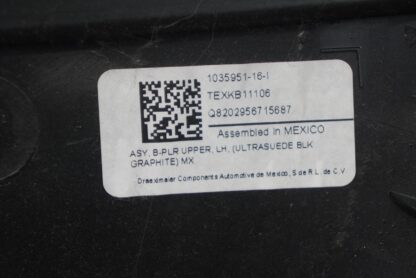 1035951-16-I
TEXKB11106
Q8202956715687
Assembled in MEXICO
ASY, B-PLR UPPER, LH, (ULTRASUEDE BLK
GRAPHITE) MX
Draexlmaier Components Automotive de Mexico, S de R.L. de C.V